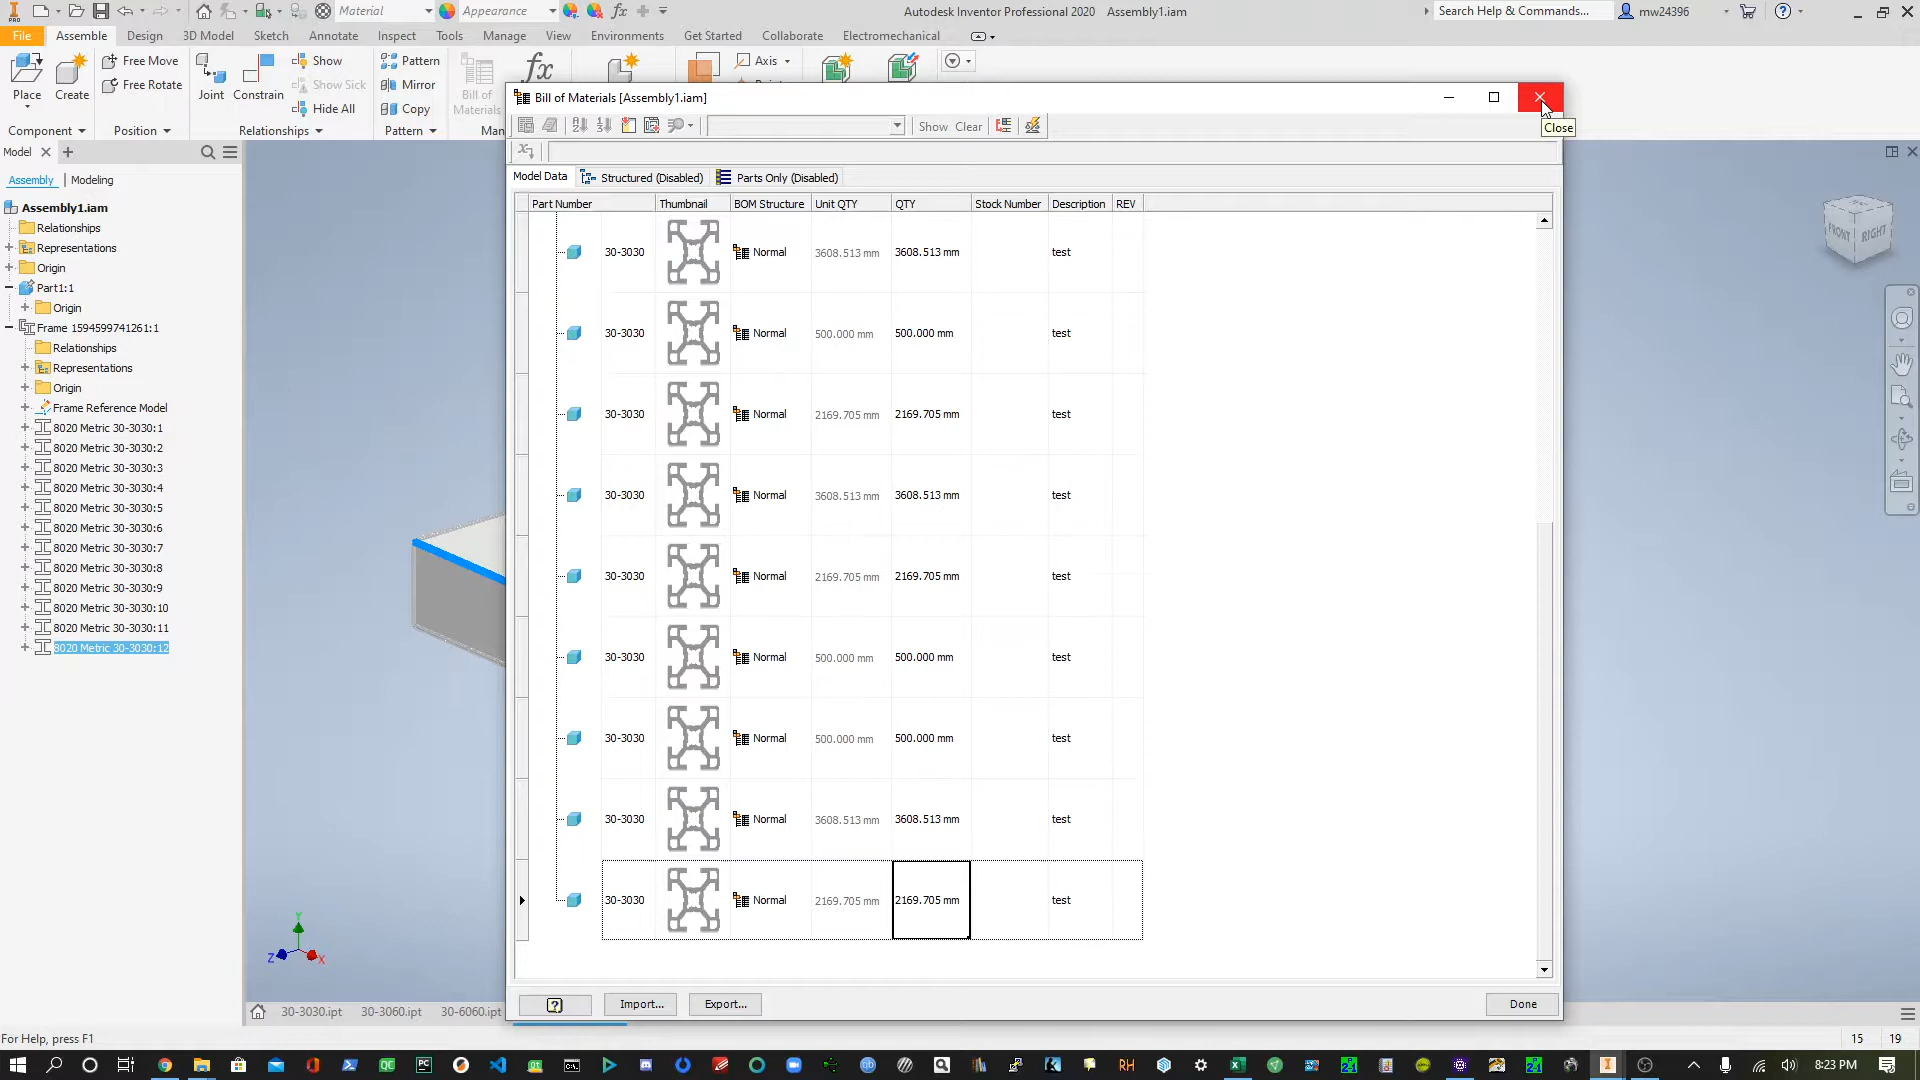 PRO
Material
Appearance
Autodesk Inventor Professional 2020 Assembly1.iam
Search Help & Commands...
mw24396
File Assemble Design 3D Model Sketch Annotate Inspect Tools Manage View Environments Get Started Collaborate Electromechanical
Place
Create
Free Move
Free Rotate
Joint
Constrain
Show
Show Sick
Hide All
Pattern
Mirror
Copy
Bill of
Materials
Axis
Component
Position
Relationships
Pattern
Bill of Materials [Assembly1.iam]
Close
Show Clear
Model Data Structured (Disabled) Parts Only (Disabled)
Part Number Thumbnail BOM Structure Unit QTY QTY Stock Number Description REV
30-3030 Normal 3608.513 mm 3608.513 mm test
30-3030 Normal 500.000 mm 500.000 mm test
30-3030 Normal 2169.705 mm 2169.705 mm test
30-3030 Normal 3608.513 mm 3608.513 mm test
30-3030 Normal 2169.705 mm 2169.705 mm test
30-3030 Normal 500.000 mm 500.000 mm test
30-3030 Normal 500.000 mm 500.000 mm test
30-3030 Normal 3608.513 mm 3608.513 mm test
30-3030 Normal 2169.705 mm 2169.705 mm test
Import... Export... Done
Model
Assembly Modeling
Assembly1.iam
Relationships
Representations
Origin
Part1:1
Origin
Frame 1594599741261:1
Relationships
Representations
Origin
Frame Reference Model
8020 Metric 30-3030:1
8020 Metric 30-3030:2
8020 Metric 30-3030:3
8020 Metric 30-3030:4
8020 Metric 30-3030:5
8020 Metric 30-3030:6
8020 Metric 30-3030:7
8020 Metric 30-3030:8
8020 Metric 30-3030:9
8020 Metric 30-3030:10
8020 Metric 30-3030:11
8020 Metric 30-3030:12
FRONT RIGHT
Y
Z X
30-3030.ipt 30-3060.ipt 30-6060.ipt
For Help, press F1
15 19
8:23 PM